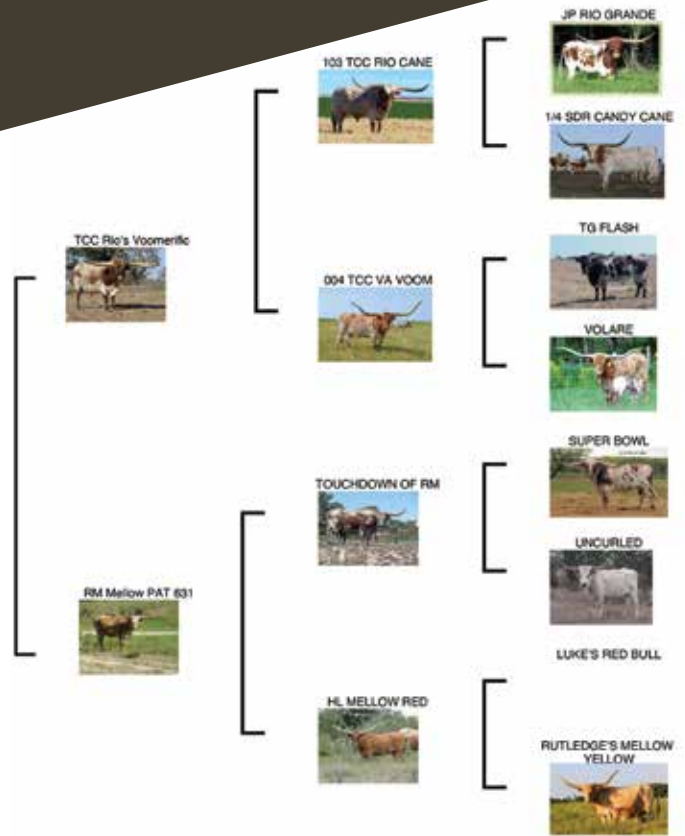 JP RIO GRANDE
103 TCC RIO CANE
1/4 SDR CANDY CANE
TCC Rio's Voomerific
TG FLASH
004 TCC VA VOOM
VOLARE
SUPER BOWL
TOUCHDOWN OF RM
UNCURLED
RM Mellow PAT 631
LUKE'S RED BULL
HL MELLOW RED
RUTLEDGE'S MELLOW
YELLOW